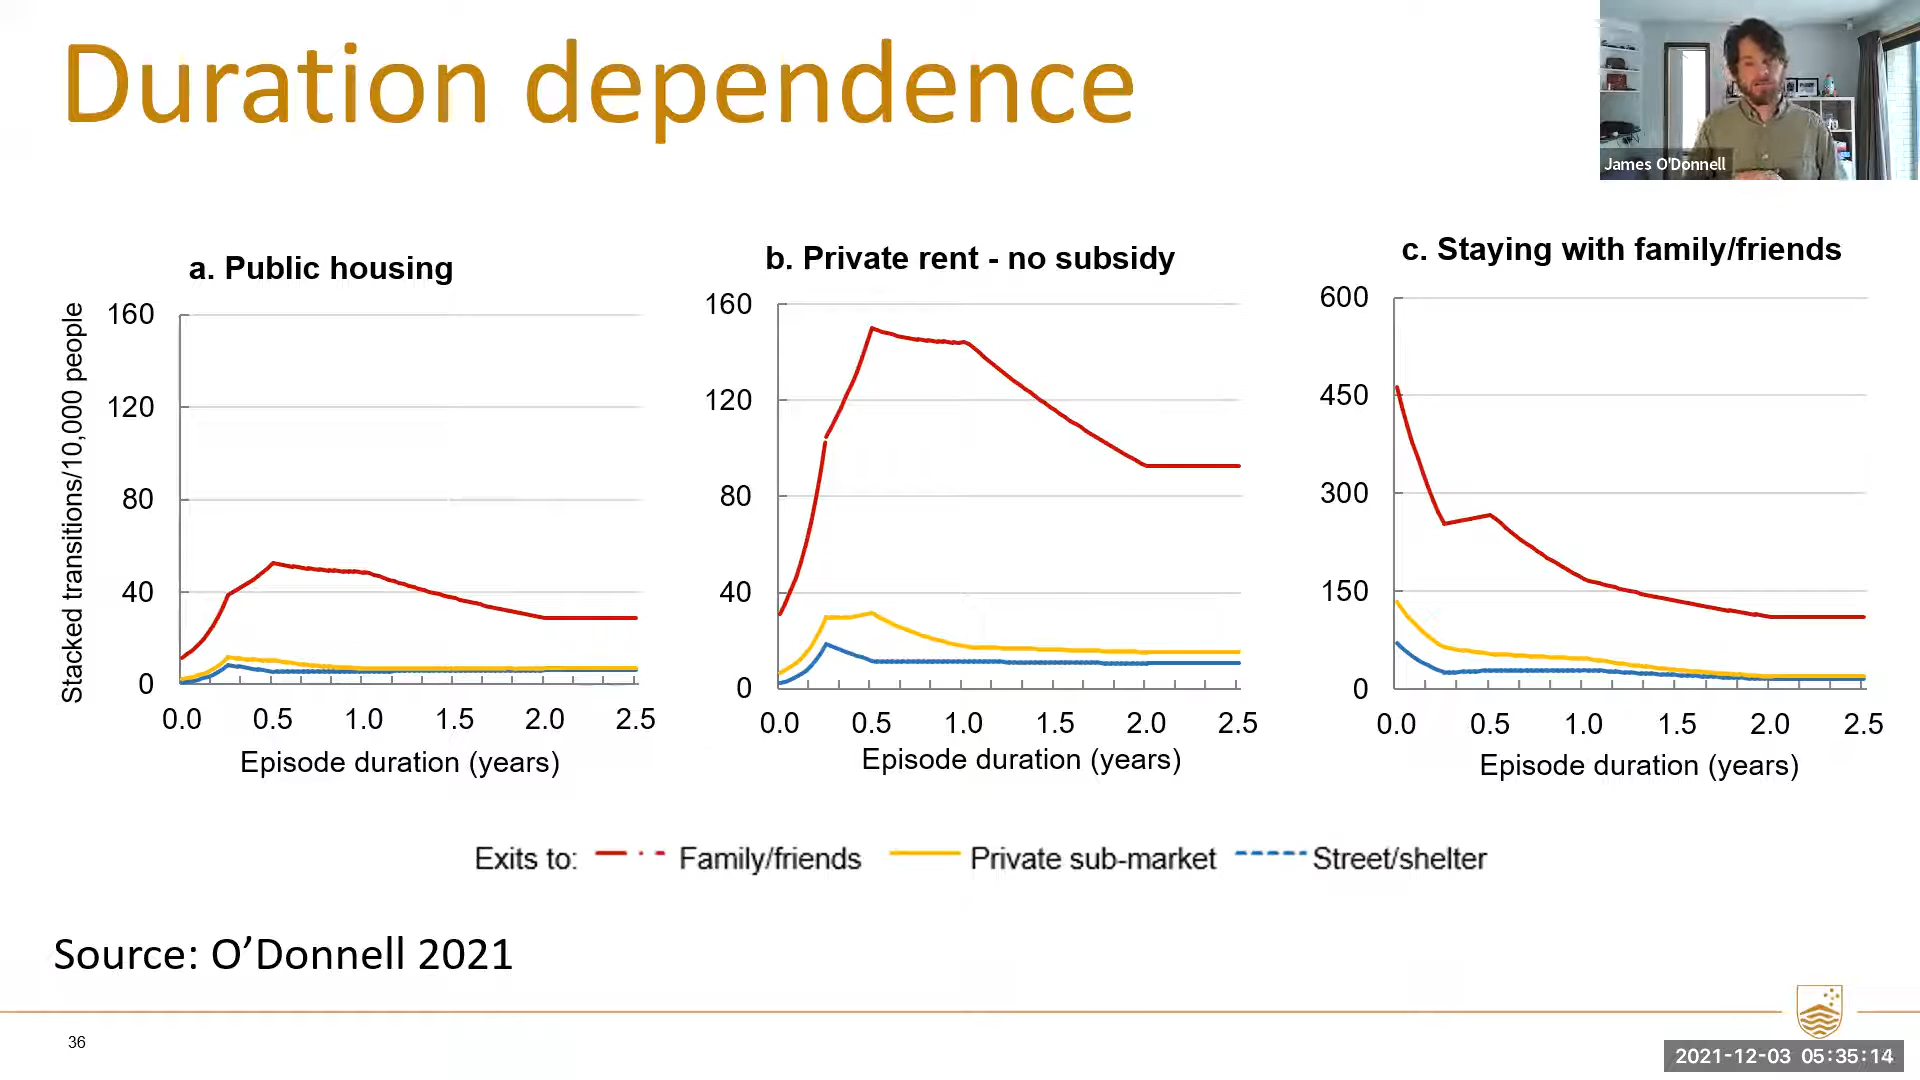 Duration dependence
James O'Donnell
a. Public housing
b. Private rent - no subsidy
c. Staying with family/friends
Stacked transitions/10,000 people
160
120
80
40
0
0.0 0.5 1.0 1.5 2.0 2.5
Episode duration (years)
160
120
80
40
0
0.0 0.5 1.0 1.5 2.0 2.5
Episode duration (years)
600
450
300
150
0
0.0 0.5 1.0 1.5 2.0 2.5
Episode duration (years)
Exits to: Family/friends Private sub-market Street/shelter
Source: O’Donnell 2021
36
2021-12-03 05:35:14